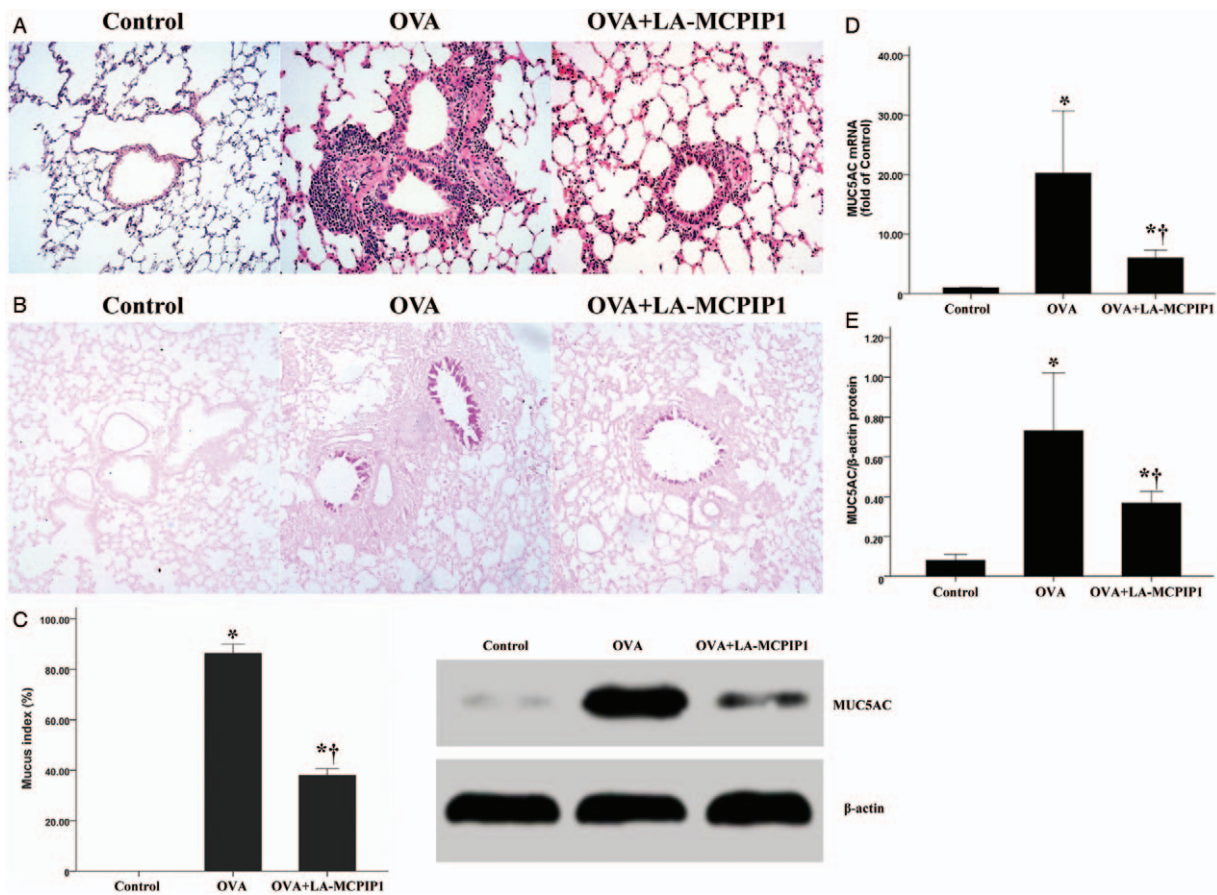 A
Control
OVA
OVA+LA-MCPIP1
B
Control
OVA
OVA+LA-MCPIP1
C
Mucus index (%)
100.00
80.00
60.00
40.00
20.00
0
*
*†
Control
OVA
OVA+LA-MCPIP1
Control
OVA
OVA+LA-MCPIP1
MUC5AC
β-actin
D
MUC5AC mRNA
(fold of Control)
40.00
30.00
20.00
10.00
0.00
*
*†
Control
OVA
OVA+LA-MCPIP1
E
MUC5AC/β-actin protein
1.20
1.00
0.80
0.60
0.40
0.20
0
*
*†
Control
OVA
OVA+LA-MCPIP1